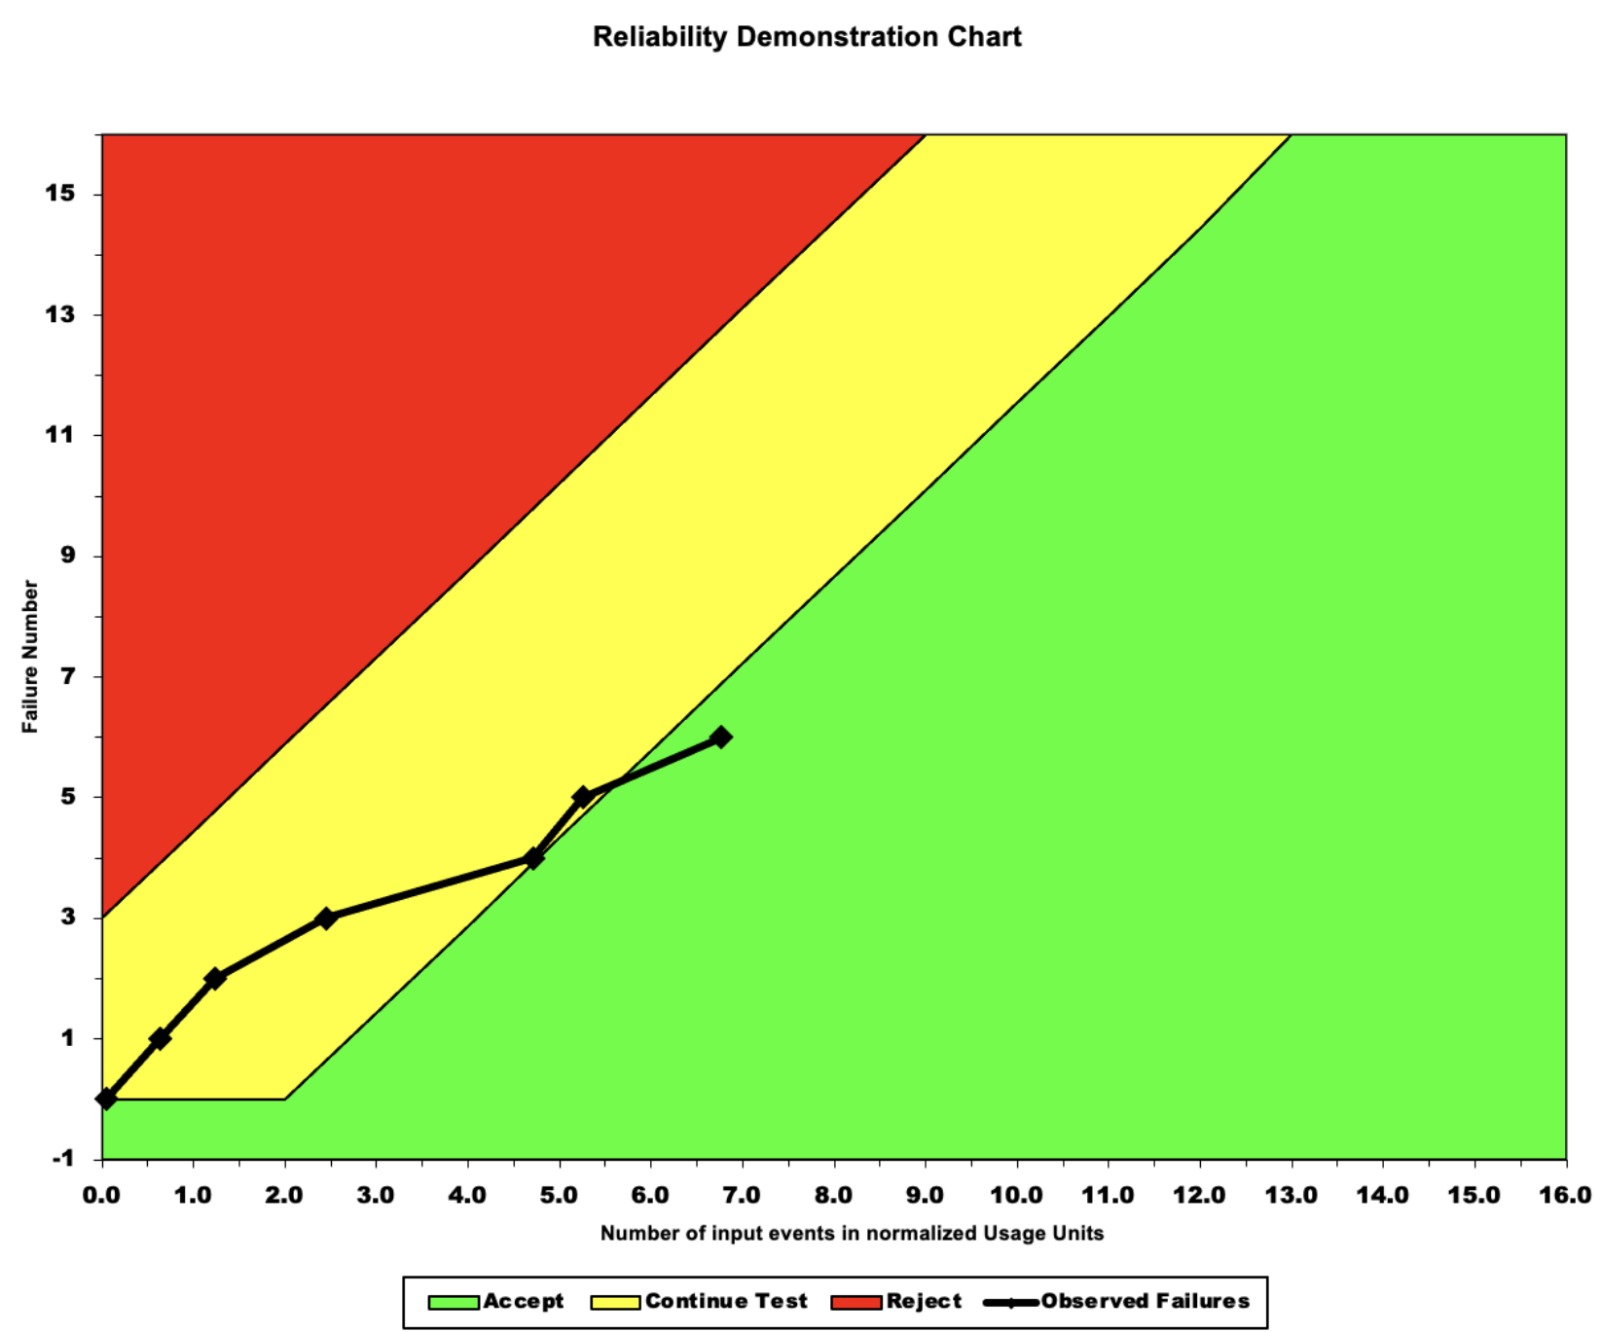 Reliability Demonstration Chart
15
13
11
9
7
5
3
1
-1
Failure Number
0.0 1.0 2.0 3.0 4.0 5.0 6.0 7.0 8.0 9.0 10.0 11.0 12.0 13.0 14.0 15.0 16.0
Number of input events in normalized Usage Units
Accept Continue Test Reject Observed Failures